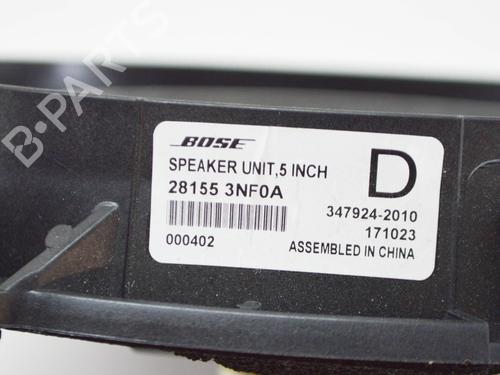 B-PARTS
BOSE
SPEAKER UNIT,5 INCH
28155 3NF0A
D
347924-2010
000402
171023
ASSEMBLED IN CHINA